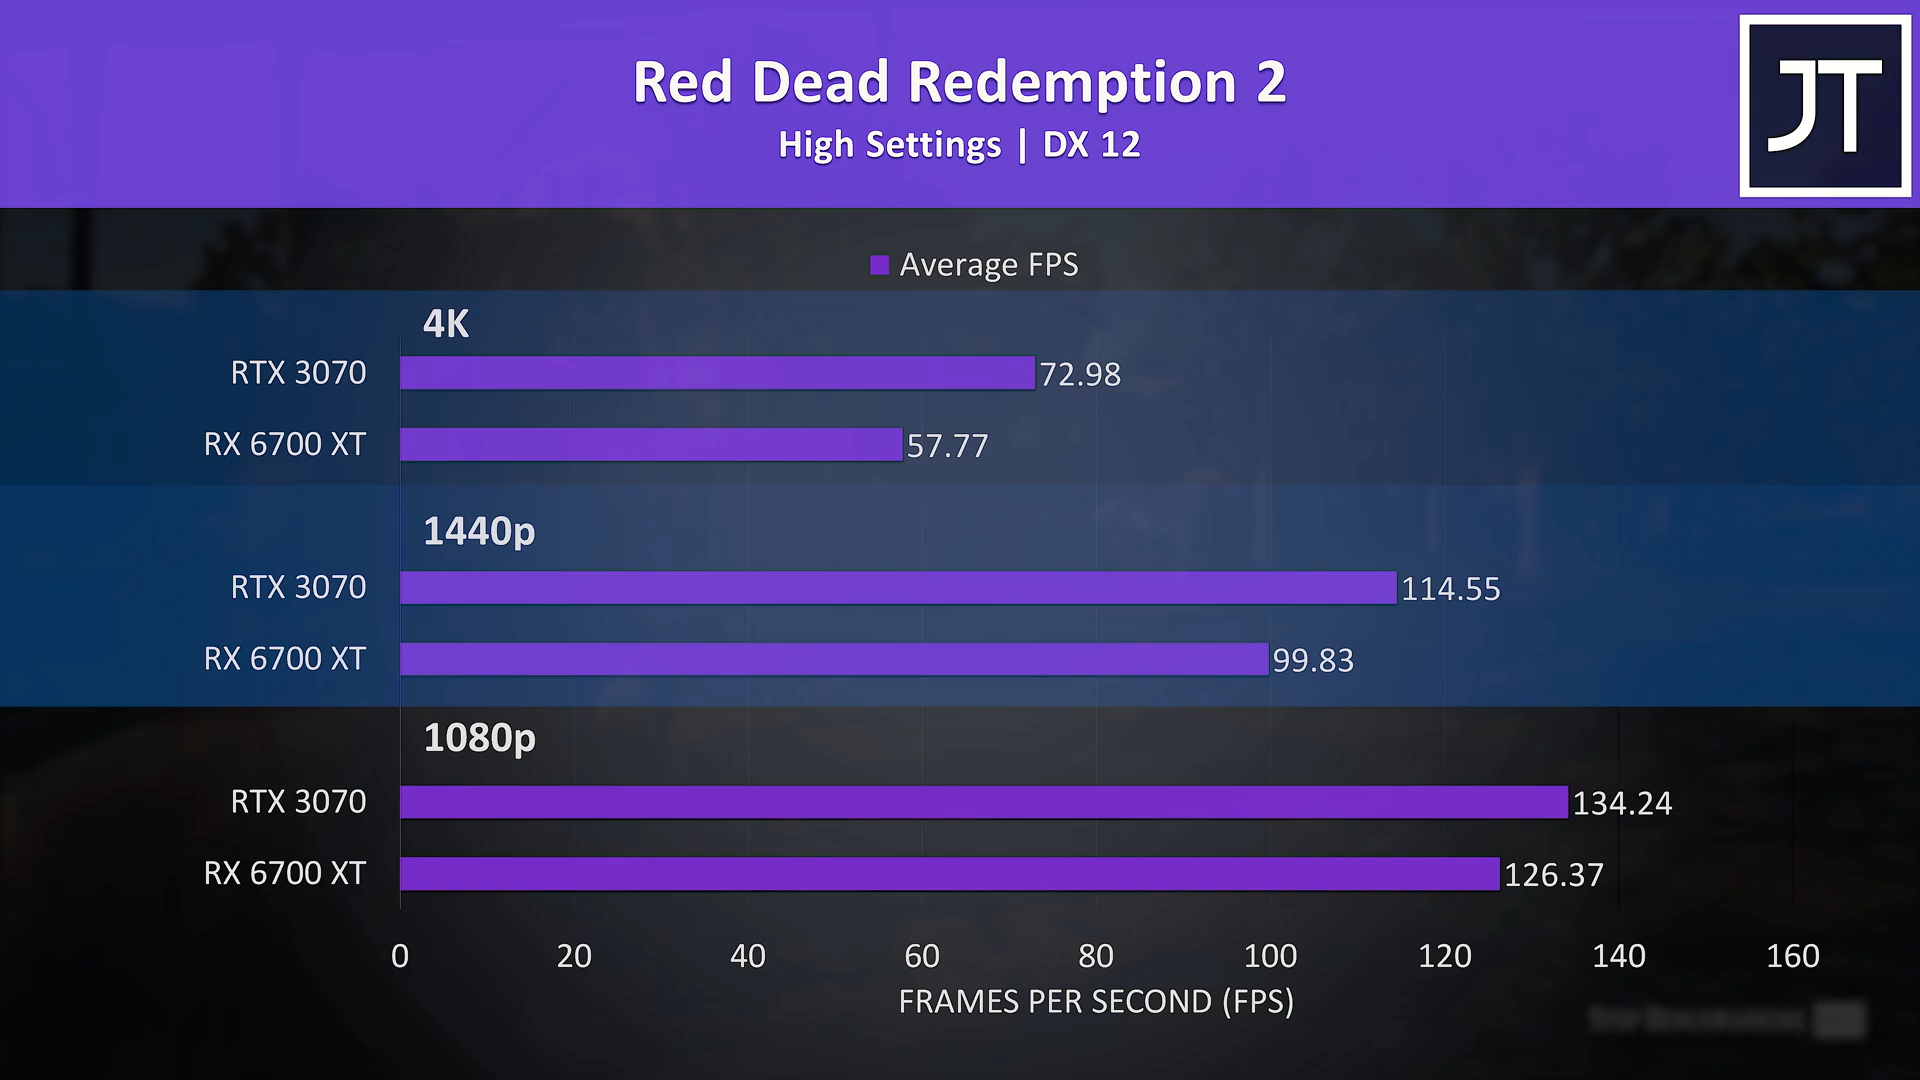 Red Dead Redemption 2
High Settings | DX 12
JT
Average FPS
4K
RTX 3070 72.98
RX 6700 XT 57.77
1440p
RTX 3070 114.55
RX 6700 XT 99.83
1080p
RTX 3070 134.24
RX 6700 XT 126.37
0 20 40 60 80 100 120 140 160
FRAMES PER SECOND (FPS)